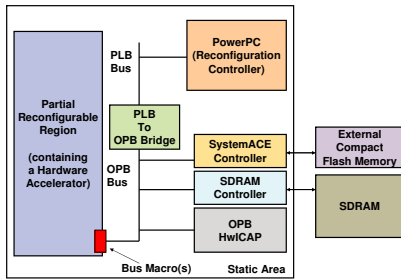 Partial
Reconfigurable
Region
(containing
a Hardware
Accelerator)
PLB
Bus
PowerPC
(Reconfiguration
Controller)
PLB
To
OPB Bridge
OPB
Bus
SystemACE
Controller
External
Compact
Flash Memory
SDRAM
Controller
SDRAM
OPB
HwICAP
Bus Macro(s)
Static Area